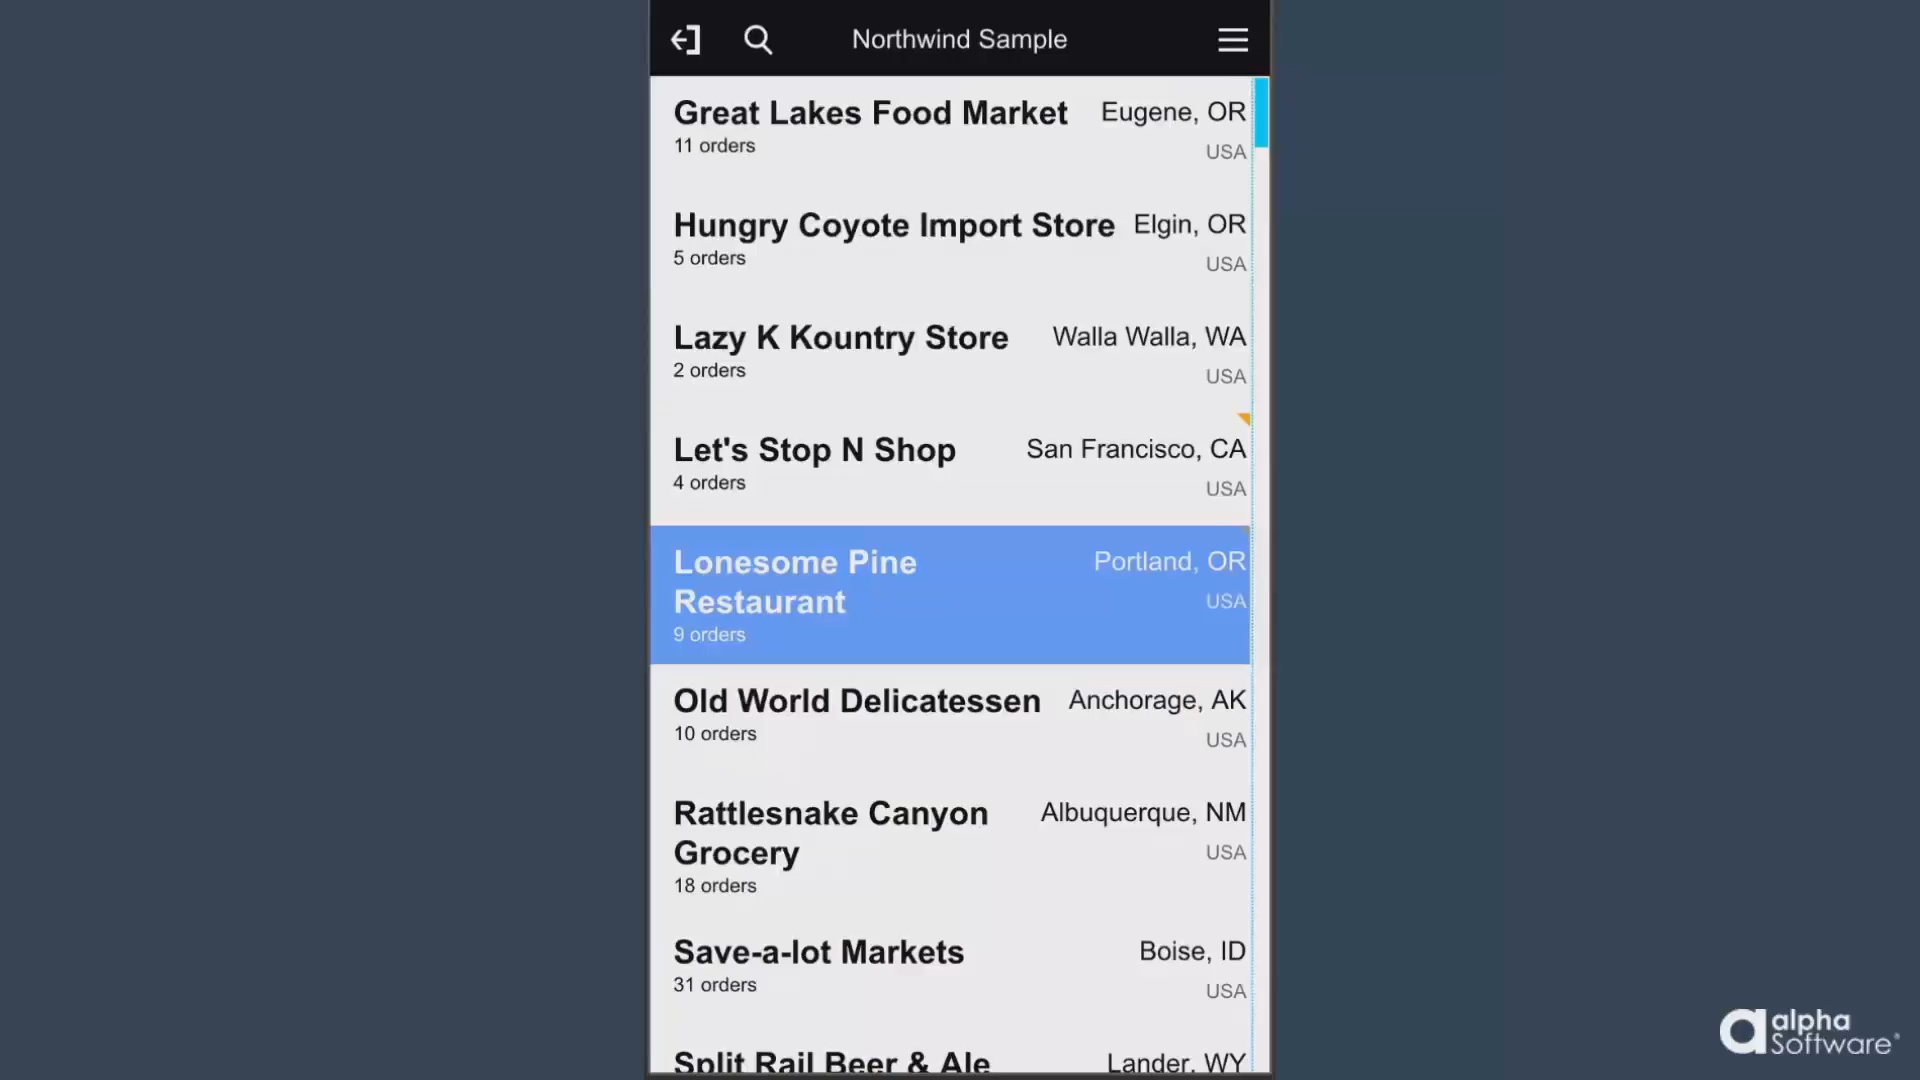 Northwind Sample
Great Lakes Food Market Eugene, OR
11 orders
USA
Hungry Coyote Import Store Elgin, OR
5 orders
USA
Lazy K Kountry Store Walla Walla, WA
2 orders
USA
Let's Stop N Shop San Francisco, CA
4 orders
USA
Lonesome Pine Portland, OR
Restaurant USA
9 orders
Old World Delicatessen Anchorage, AK
10 orders
USA
Rattlesnake Canyon Albuquerque, NM
Grocery USA
18 orders
Save-a-lot Markets Boise, ID
31 orders
USA
Split Rail Beer & Ale Lander, WY
alpha
Software